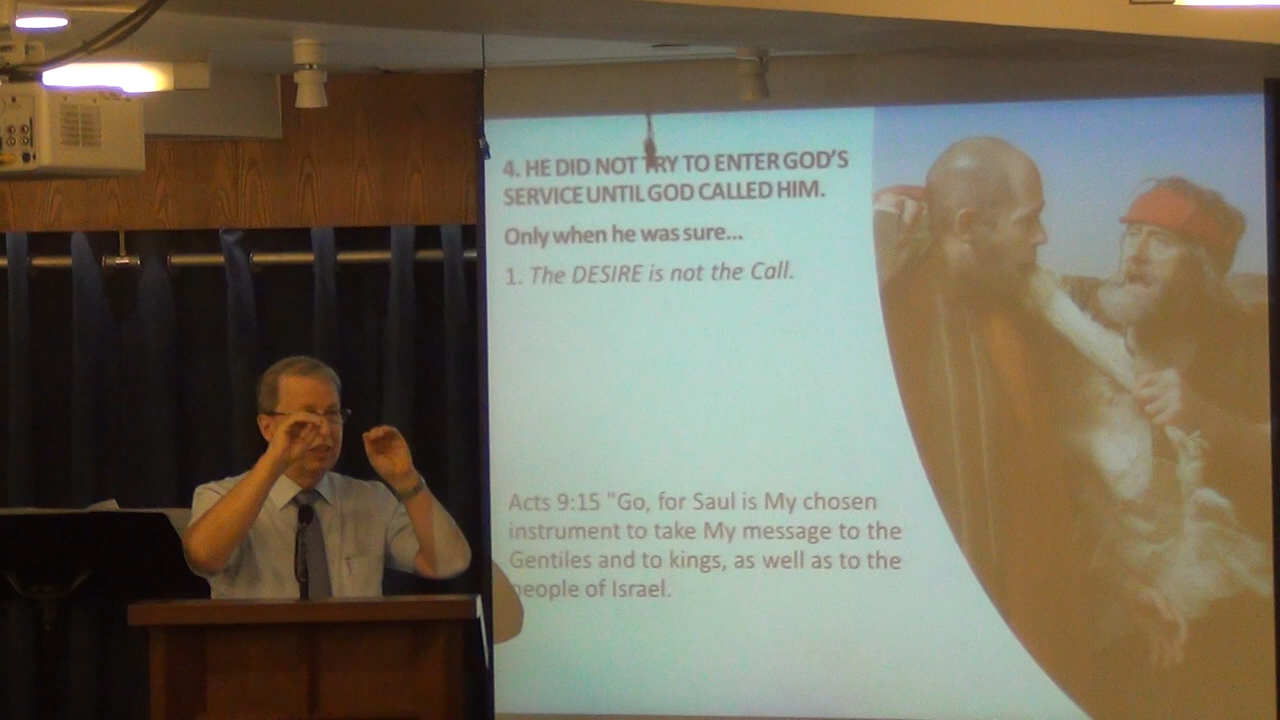 4. HE DID NOT TRY TO ENTER GOD'S
SERVICE UNTIL GOD CALLED HIM.
Only when he was sure...
1. The DESIRE is not the Call.
Acts 9:15 "Go, for Saul is My chosen
instrument to take My message to the
Gentiles and to kings, as well as to the
people of Israel.